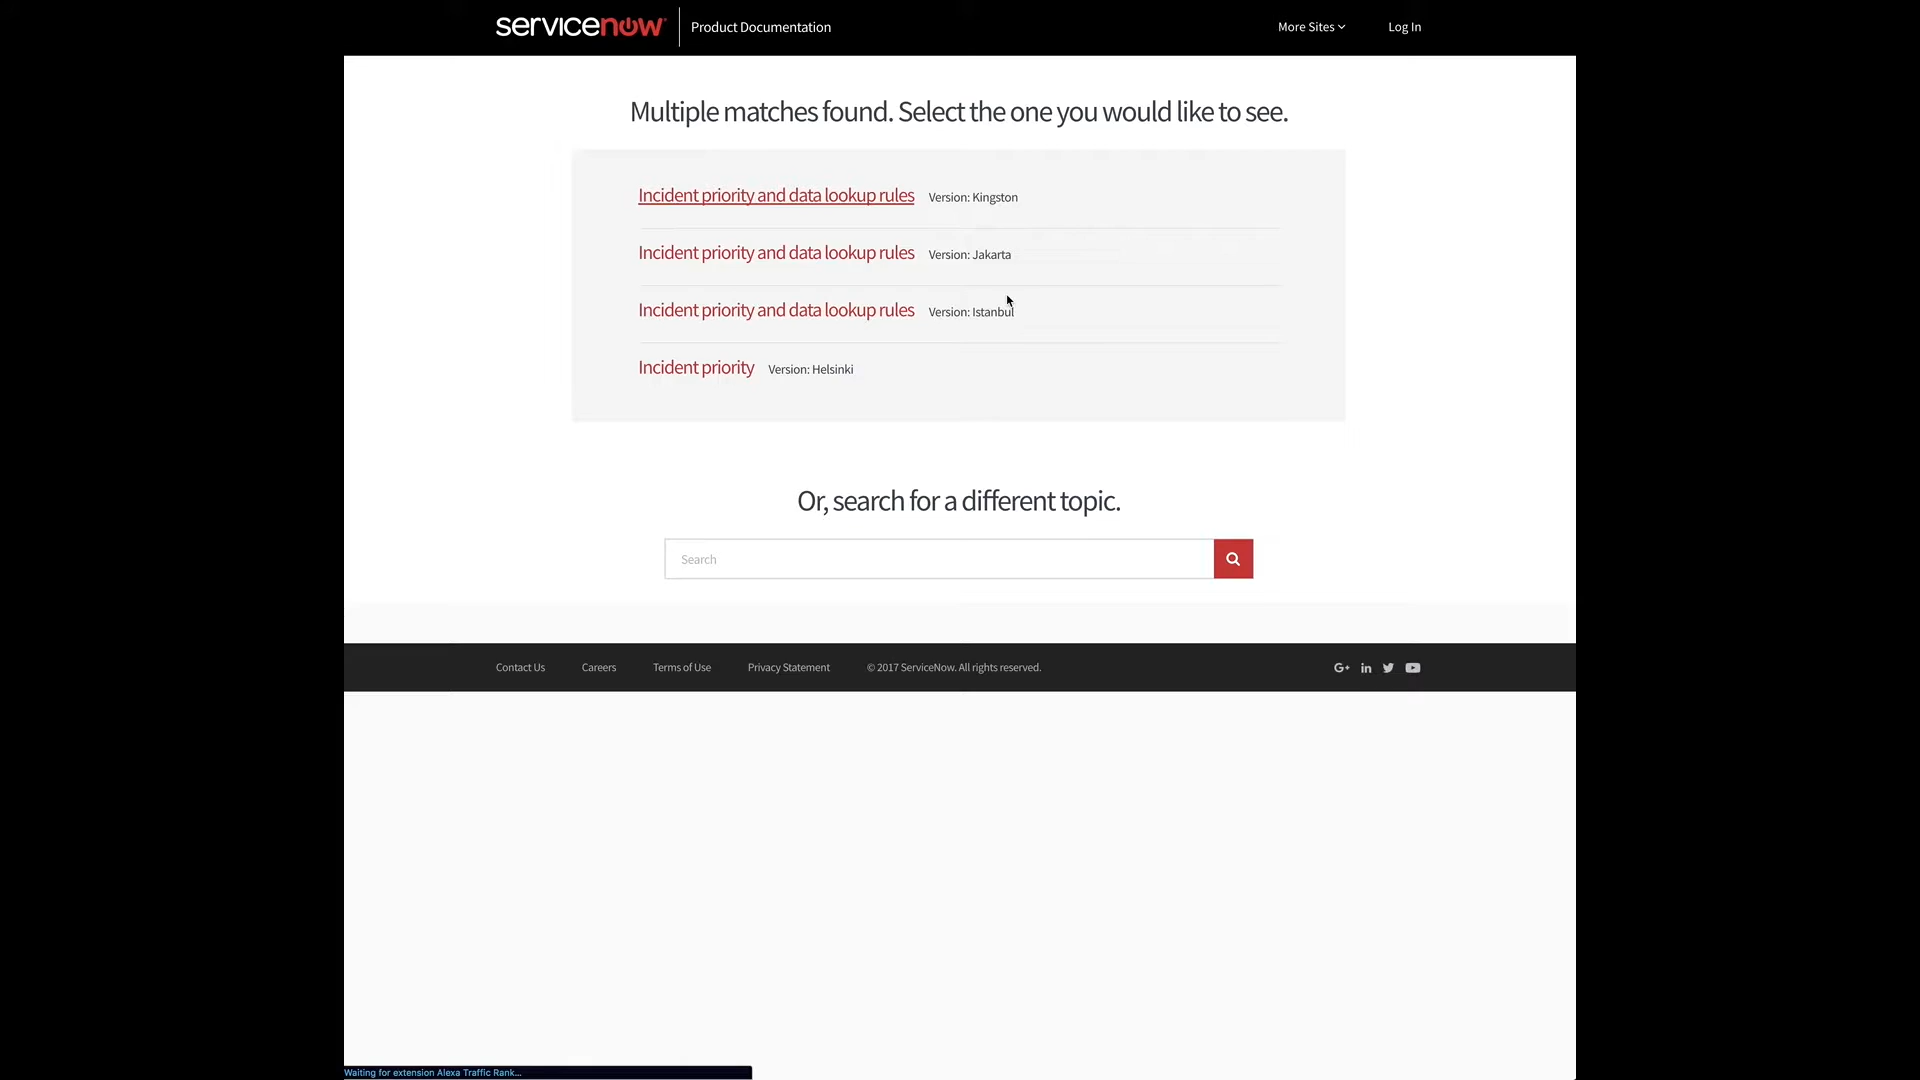 servicenow Product Documentation More Sites Log In
Multiple matches found. Select the one you would like to see.
Incident priority and data lookup rules Version: Kingston
Incident priority and data lookup rules Version: Jakarta
Incident priority and data lookup rules Version: Istanbul
Incident priority Version: Helsinki
Or, search for a different topic.
Search
Contact Us Careers Terms of Use Privacy Statement © 2017 ServiceNow. All rights reserved. G+ in
Waiting for extension Alexa Traffic Rank...